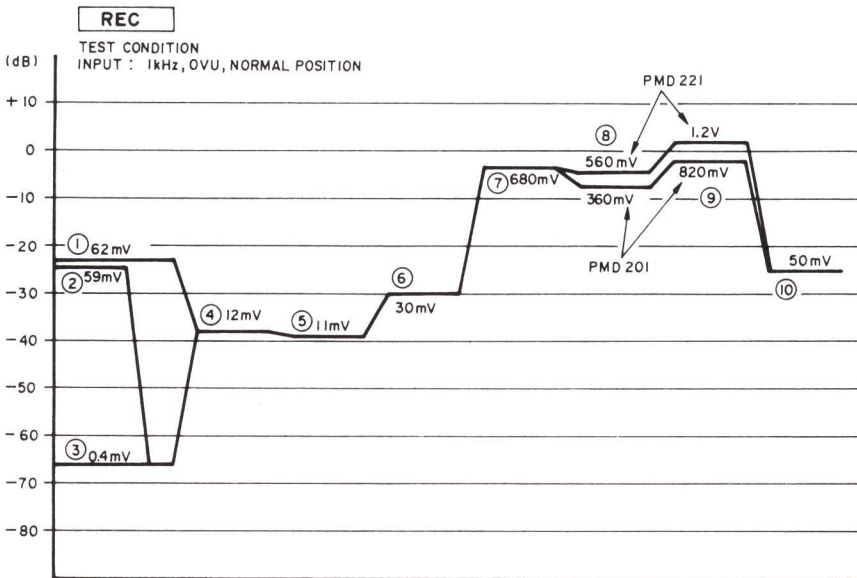 REC
TEST CONDITION
INPUT : 1kHz, OVU, NORMAL POSITION
(dB)
+10
0
-10
-20
-30
-40
-50
-60
-70
-80
PMD 221
⑧
1.2V
560mV
⑦ 680mV
820mV
360mV
⑨
PMD 201
① 62mV
② 59mV
⑥
30mV
50mV
⑩
④ 12mV
⑤ 11mV
③ 0.4mV